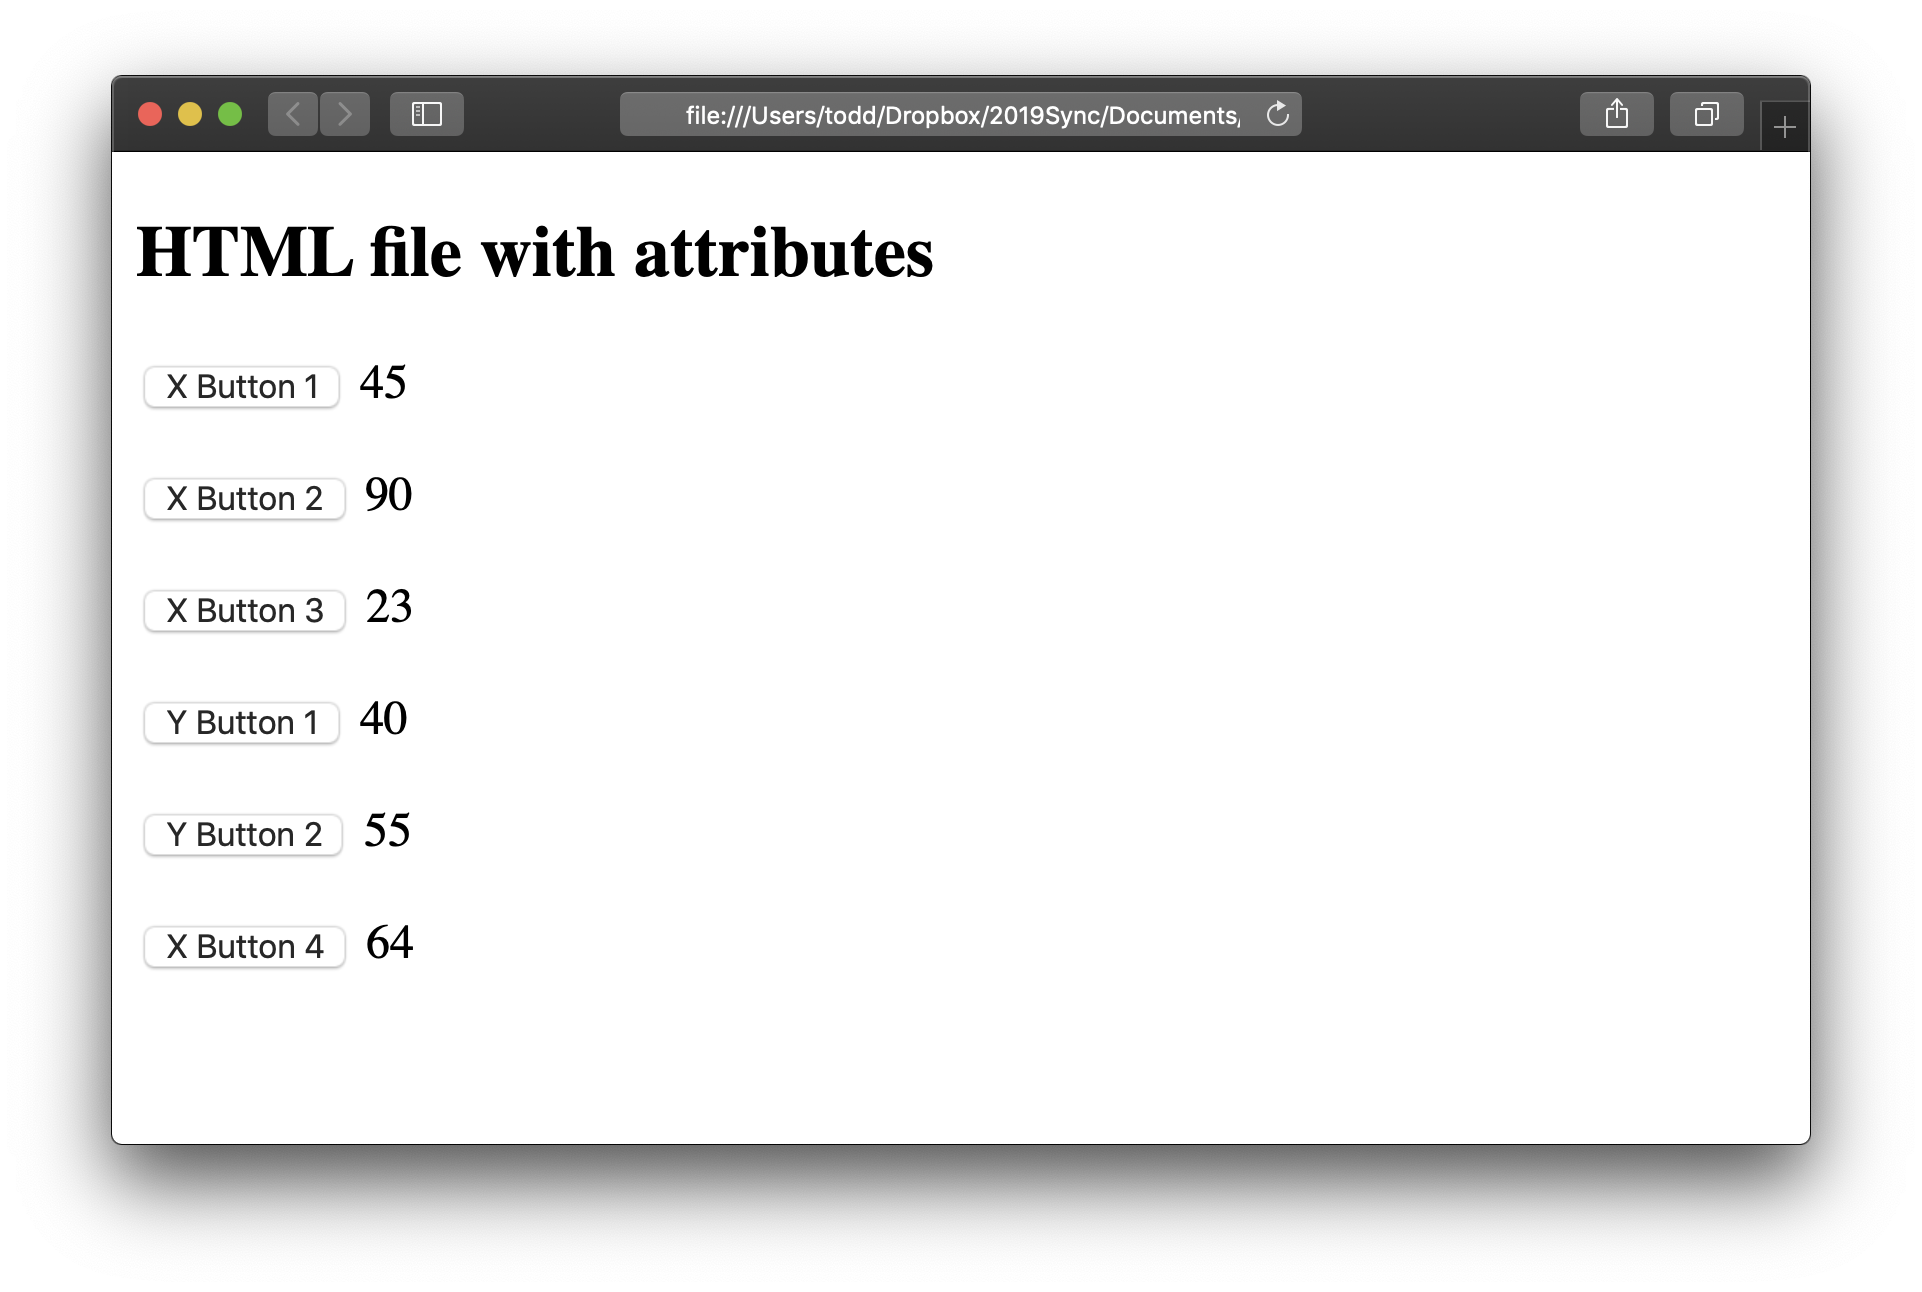 file:///Users/todd/Dropbox/2019Sync/Documents/
HTML file with attributes
X Button 1 45
X Button 2 90
X Button 3 23
Y Button 1 40
Y Button 2 55
X Button 4 64